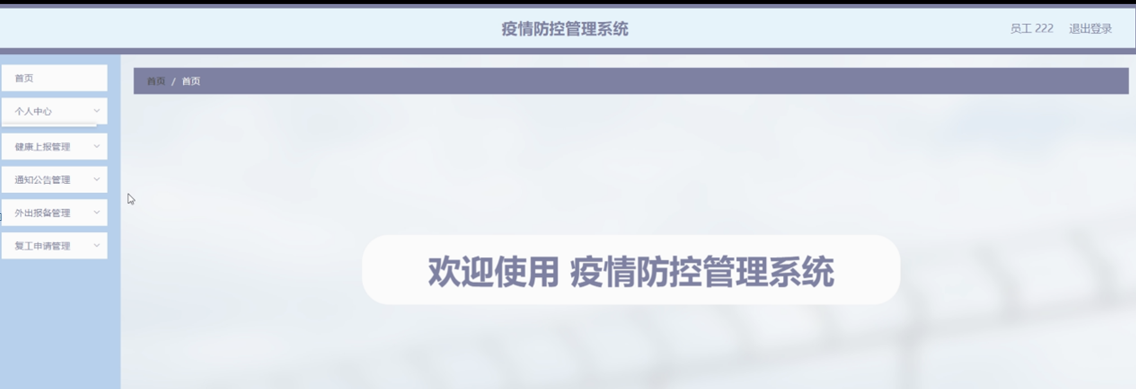 疫情防控管理系统
员工 222 退出登录
首页
个人中心
健康上报管理
通知公告管理
外出报备管理
复工申请管理
首页 / 首页
欢迎使用 疫情防控管理系统